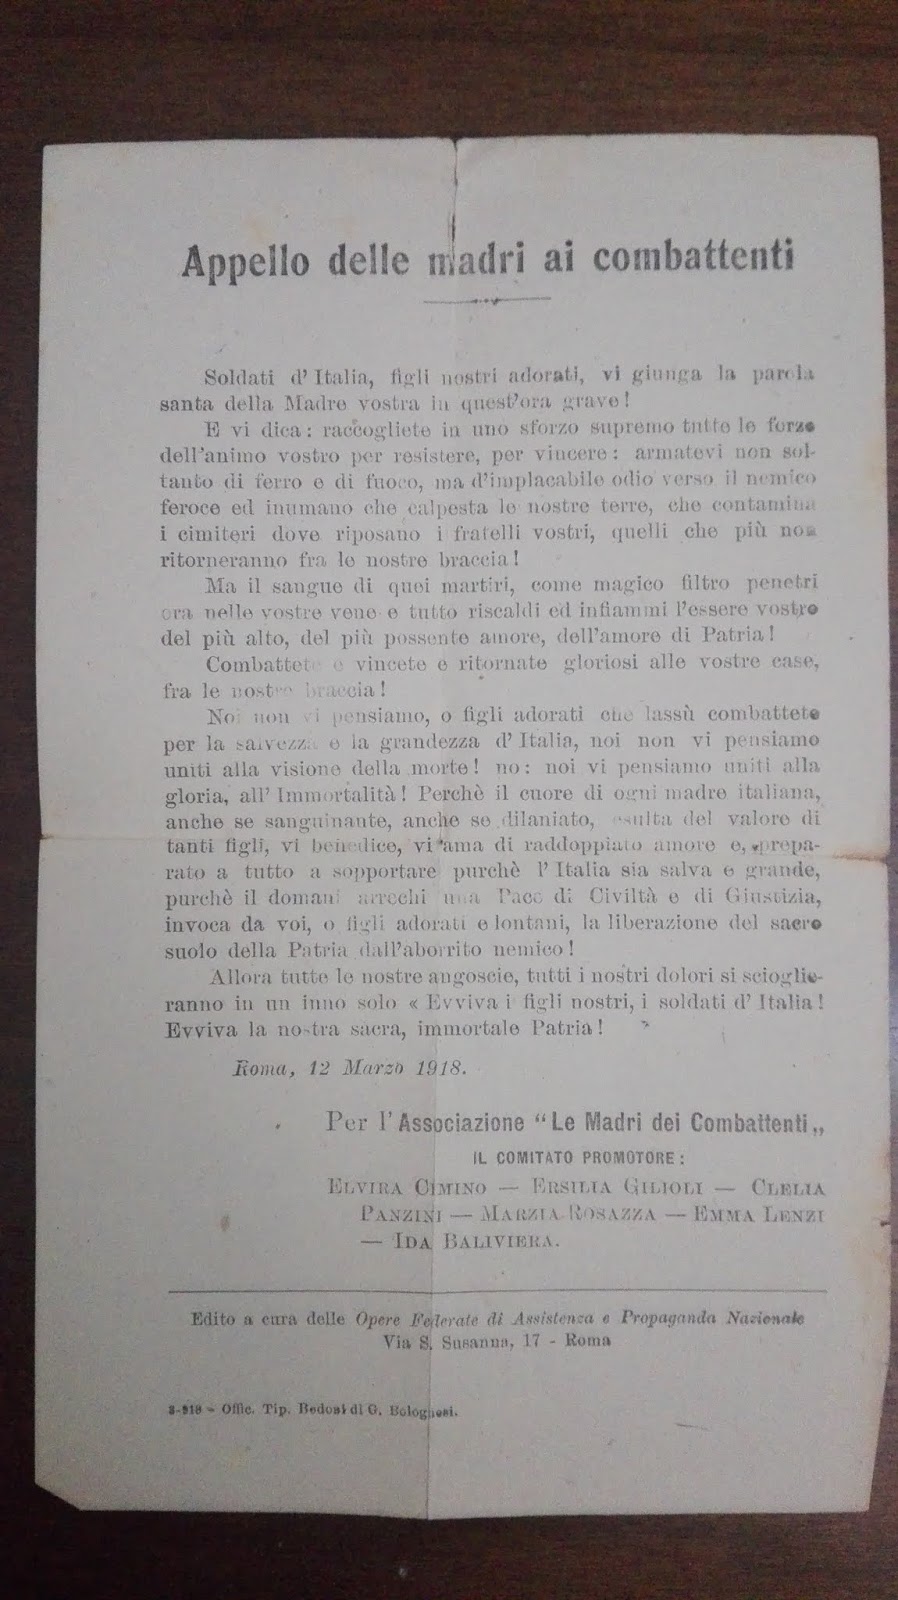 Appello delle madri ai combattenti
Soldati d'Italia, figli nostri adorati, vi giunga la parola
santa della Madre vostra in quest'ora grave!
E vi dica: raccogliete in uno sforzo supremo tutte le forze
dell'animo vostro per resistere, per vincere: armatevi non sol-
tanto di ferro e di fuoco, ma d'implacabile odio verso il nemico
feroce ed inumano che calpesta le nostre terre, che contamina
i cimiteri dove riposano i fratelli vostri, quelli che più non
ritorneranno fra le nostre braccia!
Ma il sangue di quei martiri, come magico filtro penetri
ora nelle vostre vene e tutto riscaldi ed infiammi l'essere vostro
del più alto, del più possente amore, dell'amore di Patria!
Combattete e vincete e ritornate gloriosi alle vostre case,
fra le nostre braccia!
Noi non vi pensiamo, o figli adorati che lassù combattete
per la salvezza e la grandezza d'Italia, noi non vi pensiamo
uniti alla visione della morte! no: noi vi pensiamo uniti alla
gloria, all'Immortalità! Perchè il cuore di ogni madre italiana,
anche se sanguinante, anche se dilaniato, esulta del valore di
tanti figli, vi benedice, vi ama di raddoppiato amore e, prepa-
rato a tutto a sopportare purchè l'Italia sia salva e grande,
purchè il domani arrechi una Pace di Civiltà e di Giustizia,
invoca da voi, o figli adorati e lontani, la liberazione del sacro
suolo della Patria dall'aborrito nemico!
Allora tutte le nostre angoscie, tutti i nostri dolori si scioglie-
ranno in un inno solo « Evviva i figli nostri, i soldati d'Italia!
Evviva la nostra sacra, immortale Patria!
Roma, 12 Marzo 1918.
Per l'Associazione "Le Madri dei Combattenti„
IL COMITATO PROMOTORE:
ELVIRA CIMINO — ERSILIA GILIOLI — CLELIA
PANZINI — MARZIA ROSAZZA — EMMA LENZI
— IDA BALIVIERA.
Edito a cura delle Opere Federate di Assistenza e Propaganda Nazionale
Via S. Susanna, 17 - Roma
3-918 - Offic. Tip. Bedosi di G. Bolognesi.